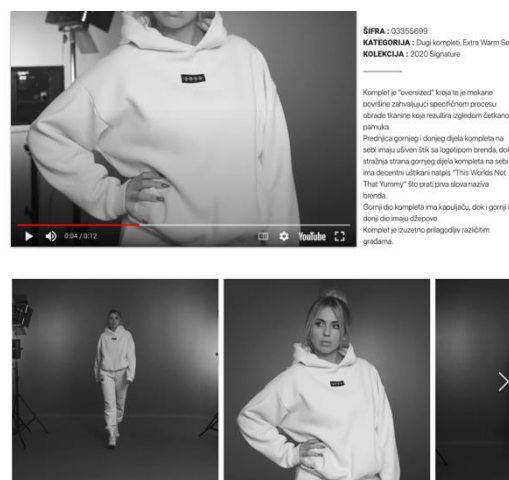 ŠIFRA : 03355699
KATEGORIJA : Dugi kompleti, Extra Warm Se
KOLEKCIJA : 2020 Signature
Komplet je "oversized" kroja te je mekane
površine zahvaljujući specifičnom procesu
obrade tkanine koja rezultira izgledom četkano
pamuka.
Prednjica gornjeg i donjeg dijela kompleta na
sebi imaju ušiven štik sa logotipom brenda, dok
stražnja strana gornjeg dijela kompleta na sebi
ima decentni uštikani natpis "This Worlds Not
That Yummy" što prati prva slova naziva
brenda.
Gornji dio kompleta ima kapuljaču, dok i gornji i
donji dio imaju džepove.
Komplet je izuzetno prilagodljiv različitim
građama.
0:04 / 0:12
YouTube